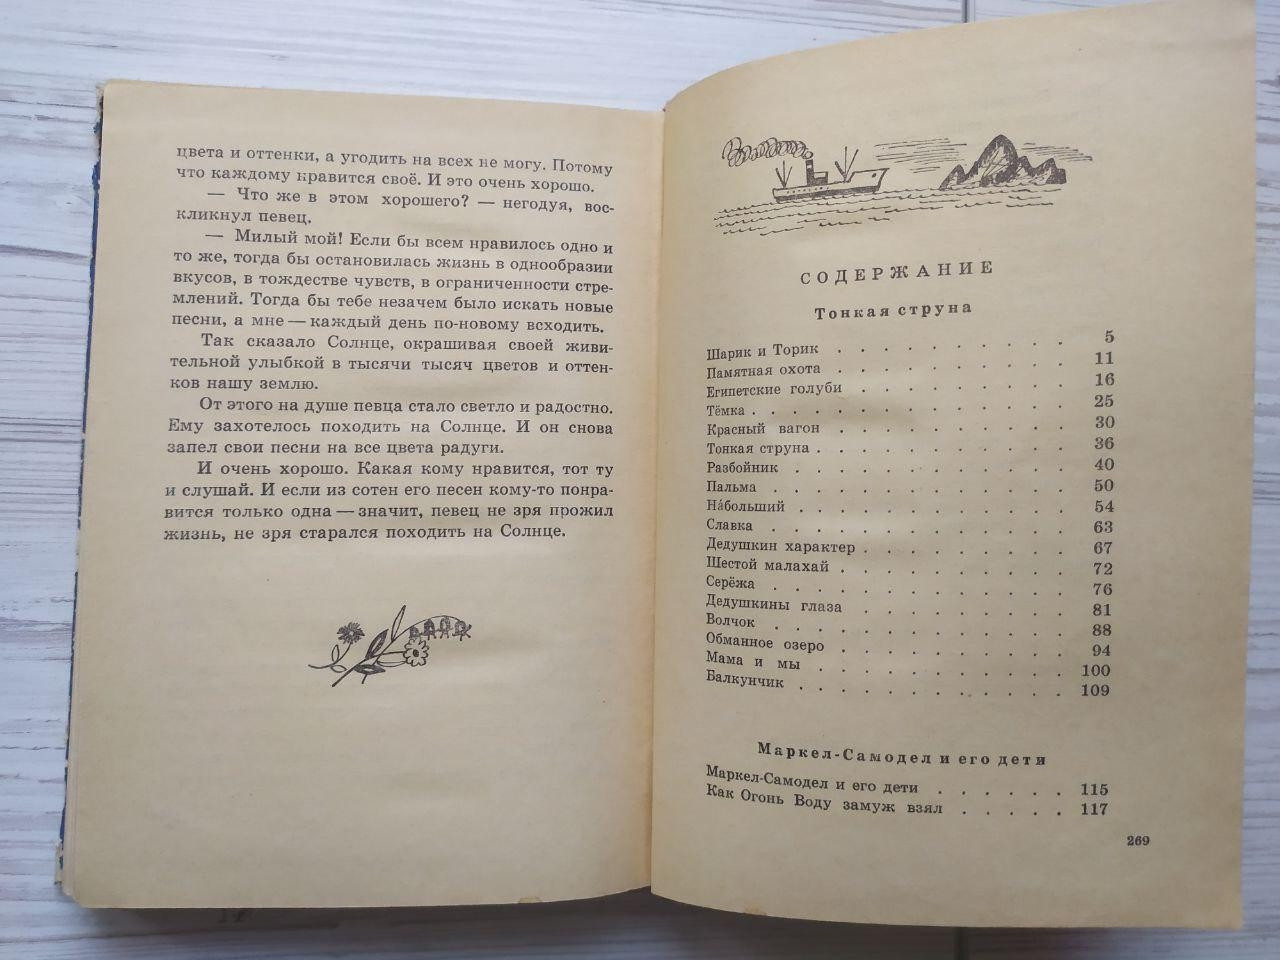 цвета и оттенки, а угодить на всех не могу. Потому
что каждому нравится своё. И это очень хорошо.
— Что же в этом хорошего? — негодуя, вос-
кликнул певец.
— Милый мой! Если бы всем нравилось одно и
то же, тогда бы остановилась жизнь в однообразии
вкусов, в тождестве чувств, в ограниченности стре-
млений. Тогда бы тебе незачем было искать новые
песни, а мне — каждый день по-новому всходить.
Так сказало Солнце, окрашивая своей живи-
тельной улыбкой в тысячи тысяч цветов и оттен-
ков нашу землю.
От этого на душе певца стало светло и радостно.
Ему захотелось походить на Солнце. И он снова
запел свои песни на все цвета радуги.
И очень хорошо. Какая кому нравится, тот ту
и слушай. И если из сотен его песен кому-то понра-
вится только одна — значит, певец не зря прожил
жизнь, не зря старался походить на Солнце.
СОДЕРЖАНИЕ
Тонкая струна
Шарик и Торик . . . . . . . . . . 5
Памятная охота . . . . . . . . . . 11
Египетские голуби . . . . . . . . . 16
Тёмка . . . . . . . . . . . . . 25
Красный вагон . . . . . . . . . . 30
Тонкая струна . . . . . . . . . . . 36
Разбойник . . . . . . . . . . . . 40
Пальма . . . . . . . . . . . . . 50
На́больший . . . . . . . . . . . . 54
Славка . . . . . . . . . . . . . 63
Дедушкин характер . . . . . . . . . 67
Шестой малахай . . . . . . . . . . 72
Серёжа . . . . . . . . . . . . . 76
Дедушкины глаза . . . . . . . . . 81
Волчок . . . . . . . . . . . . . 88
Обманное озеро . . . . . . . . . . 94
Мама и мы . . . . . . . . . . . 100
Балкунчик . . . . . . . . . . . . 109
Маркел-Самодел и его дети
Маркел-Самодел и его дети . . . . . . 115
Как Огонь Воду замуж взял . . . . . 117
269